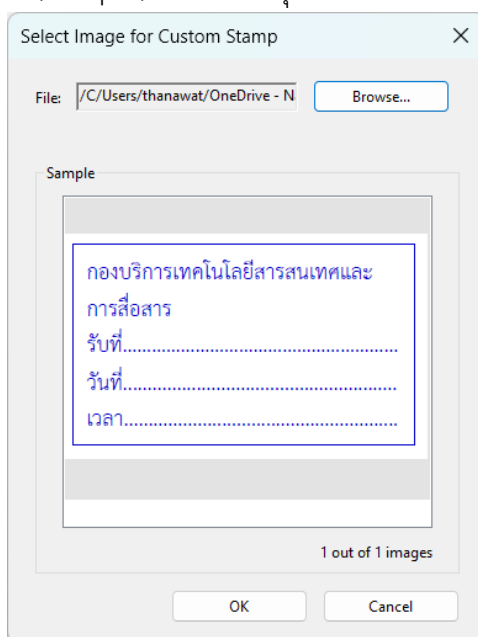 Select Image for Custom Stamp
File: /C/Users/thanawat/OneDrive - N Browse...
Sample
กองบริการเทคโนโลยีสารสนเทศและ
การสื่อสาร
รับที่......................................................
วันที่......................................................
เวลา......................................................
1 out of 1 images
OK Cancel